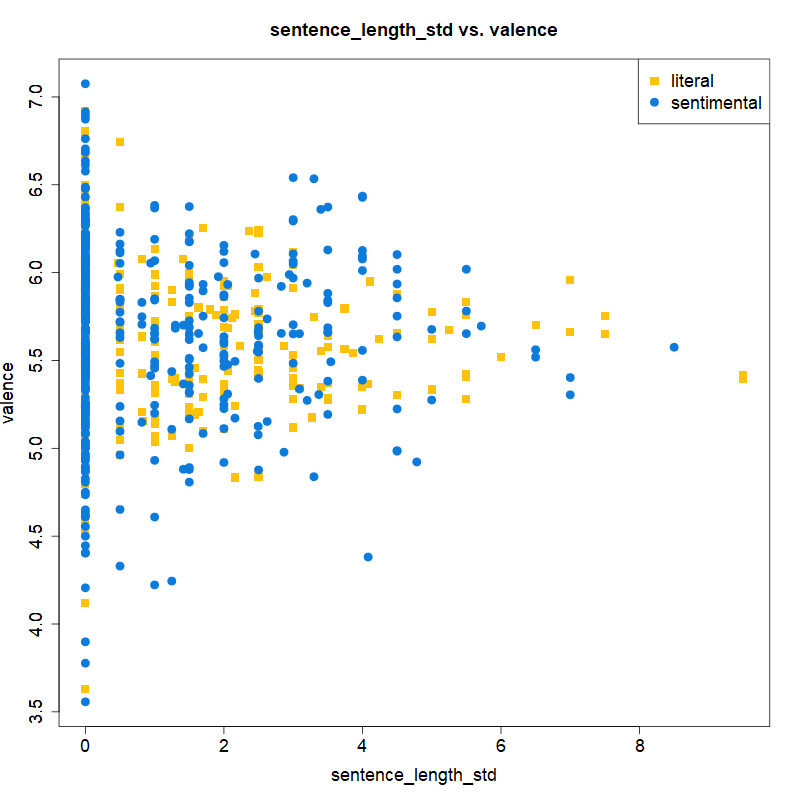 sentence_length_std vs. valence
literal
sentimental
valence
7.0
6.5
6.0
5.5
5.0
4.5
4.0
3.5
0 2 4 6 8
sentence_length_std